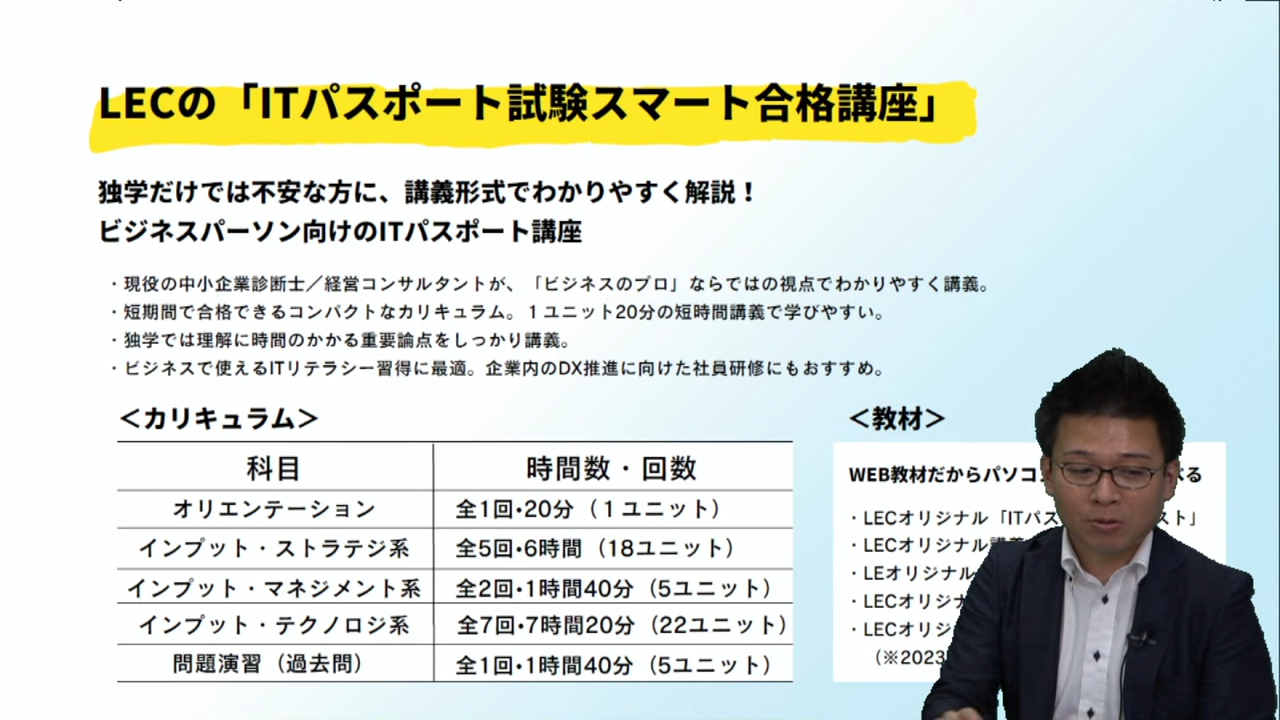 LECの「ITパスポート試験スマート合格講座」
独学だけでは不安な方に、講義形式でわかりやすく解説！
ビジネスパーソン向けのITパスポート講座
・現役の中小企業診断士／経営コンサルタントが、「ビジネスのプロ」ならではの視点でわかりやすく講義。
・短期間で合格できるコンパクトなカリキュラム。１ユニット20分の短時間講義で学びやすい。
・独学では理解に時間のかかる重要論点をしっかり講義。
・ビジネスで使えるITリテラシー習得に最適。企業内のDX推進に向けた社員研修にもおすすめ。
＜カリキュラム＞
科目 時間数・回数
オリエンテーション 全1回・20分（１ユニット）
インプット・ストラテジ系 全5回・6時間（18ユニット）
インプット・マネジメント系 全2回・1時間40分（5ユニット）
インプット・テクノロジ系 全7回・7時間20分（22ユニット）
問題演習（過去問） 全1回・1時間40分（5ユニット）
＜教材＞
WEB教材だからパソコ べる
・LECオリジナル「ITパス スト」
・LECオリジナル講義
・LEオリジナル
・LECオリジナ
・LECオリジ
（※2023